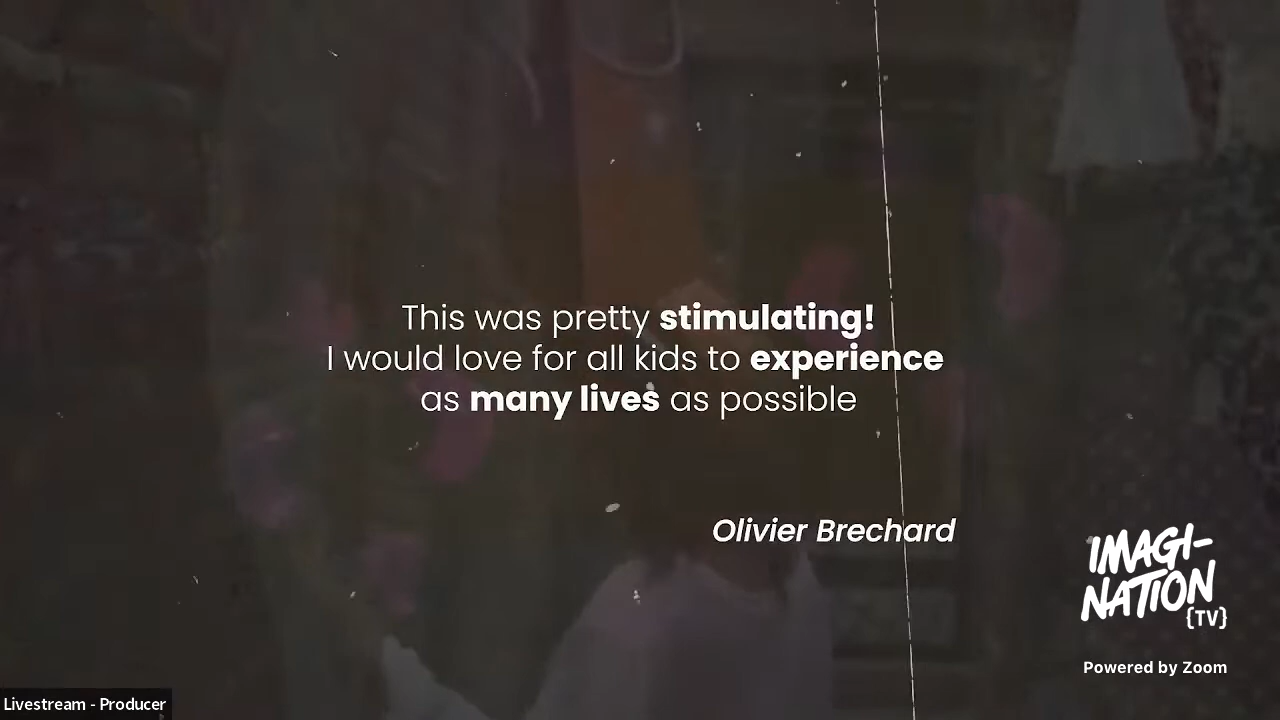 This was pretty stimulating!
I would love for all kids to experience
as many lives as possible
Olivier Brechard
IMAGI-
NATION
{TV}
Powered by Zoom
Livestream - Producer